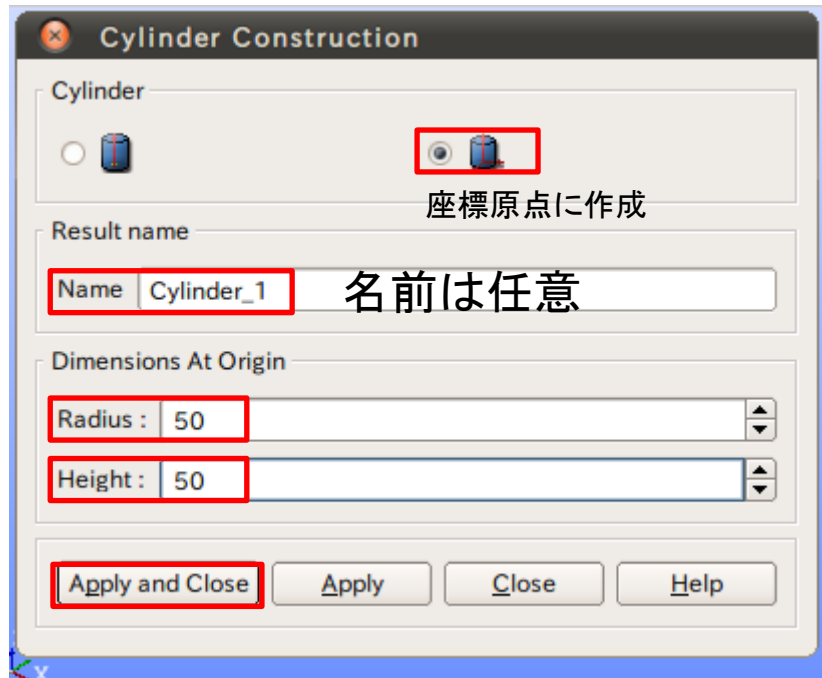 Cylinder Construction
Cylinder
座標原点に作成
Result name
Name Cylinder_1 名前は任意
Dimensions At Origin
Radius : 50
Height : 50
Apply and Close Apply Close Help
X